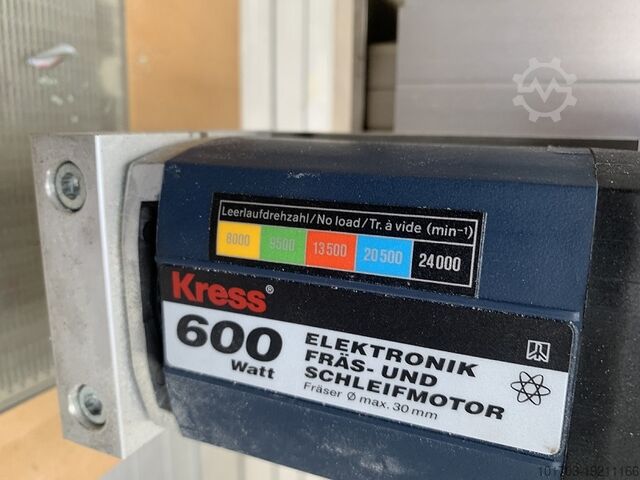 Leerlaufdrehzahl/No load/Tr. à vide (min⁻¹)
8000 9500 13500 20500 24000
Kress®
600
Watt
ELEKTRONIK
FRÄS- UND
SCHLEIFMOTOR
Fräser Ø max. 30 mm